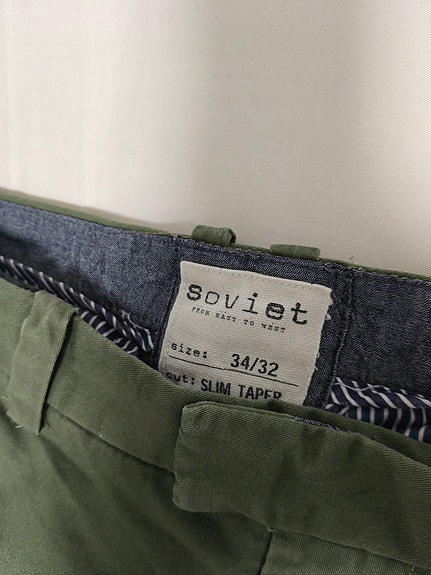 Soviet
FROM EAST TO WEST
size: 34/32
cut: SLIM TAPER